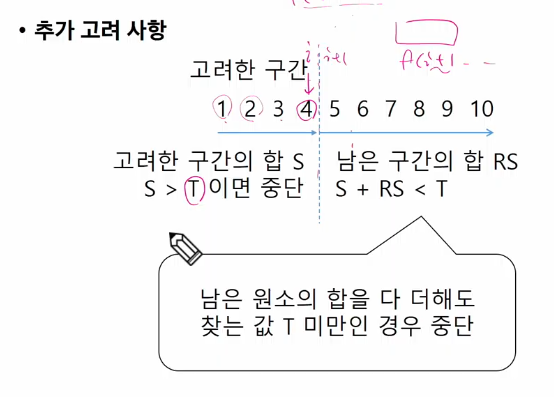 • 추가 고려 사항
고려한 구간
i i+1
f(i+1 ---
1 2 3 4 5 6 7 8 9 10
고려한 구간의 합 S
S > T이면 중단
남은 구간의 합 RS
S + RS < T
남은 원소의 합을 다 더해도
찾는 값 T 미만인 경우 중단